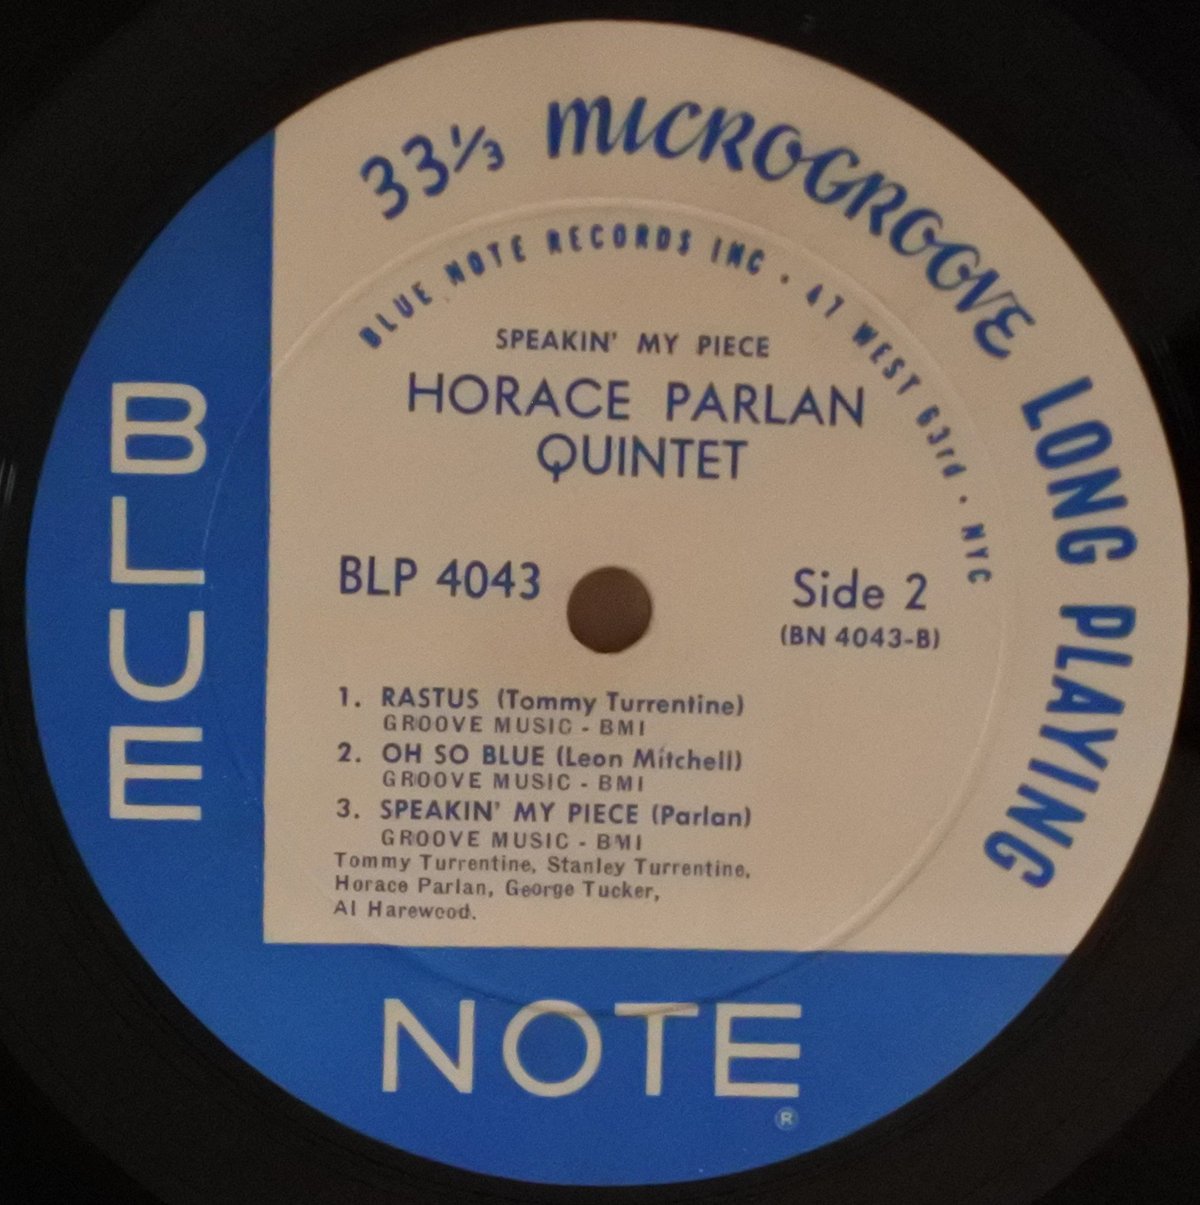 33⅓ MICROGROOVE LONG PLAYING
BLUE NOTE RECORDS INC · 47 WEST 63rd · NYC
SPEAKIN' MY PIECE
HORACE PARLAN
QUINTET
BLP 4043
Side 2
(BN 4043-B)
1. RASTUS (Tommy Turrentine)
GROOVE MUSIC - BMI
2. OH SO BLUE (Leon Mitchell)
GROOVE MUSIC - BMI
3. SPEAKIN' MY PIECE (Parlan)
GROOVE MUSIC - BMI
Tommy Turrentine, Stanley Turrentine,
Horace Parlan, George Tucker,
Al Harewood.
BLUE
NOTE
®